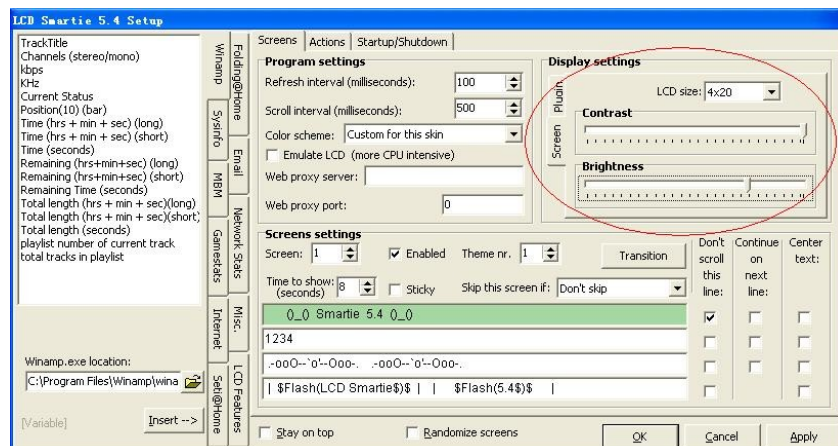 LCD Smartie 5.4 Setup
TrackTitle
Channels (stereo/mono)
kbps
KHz
Current Status
Position(10) (bar)
Time (hrs + min + sec) (long)
Time (hrs + min + sec) (short)
Time (seconds)
Remaining (hrs+min+sec) (long)
Remaining (hrs+min+sec) (short)
Remaining Time (seconds)
Total length (hrs + min + sec)(long)
Total length (hrs + min + sec)(short)
Total length (seconds)
playlist number of current track
total tracks in playlist
Winamp.exe location:
C:\Program Files\Winamp\wina
[Variable]
Insert -->
Winamp
Sysinfo
MBM
Gamestats
Internet
Seti@Home
Folding@Home
Email
Network Stats
Misc.
LCD Features
Screens
Actions
Startup/Shutdown
Program settings
Refresh interval (milliseconds): 100
Scroll interval (milliseconds): 500
Color scheme: Custom for this skin
Emulate LCD (more CPU intensive)
Web proxy server:
Web proxy port: 0
Display settings
Plugin
Screen
LCD size: 4x20
Contrast
Brightness
Screens settings
Screen: 1
Enabled
Theme nr. 1
Transition
Time to show: (seconds) 8
Sticky
Skip this screen if: Don't skip
Don't scroll this line:
Continue on next line:
Center text:
()_() Smartie 5.4 ()_()
1234
.-ooO--`o'--Ooo-. .-ooO--`o'--Ooo-.
| $Flash(LCD Smartie$)$ | | $Flash(5.4$)$ |
Stay on top
Randomize screens
OK
Cancel
Apply